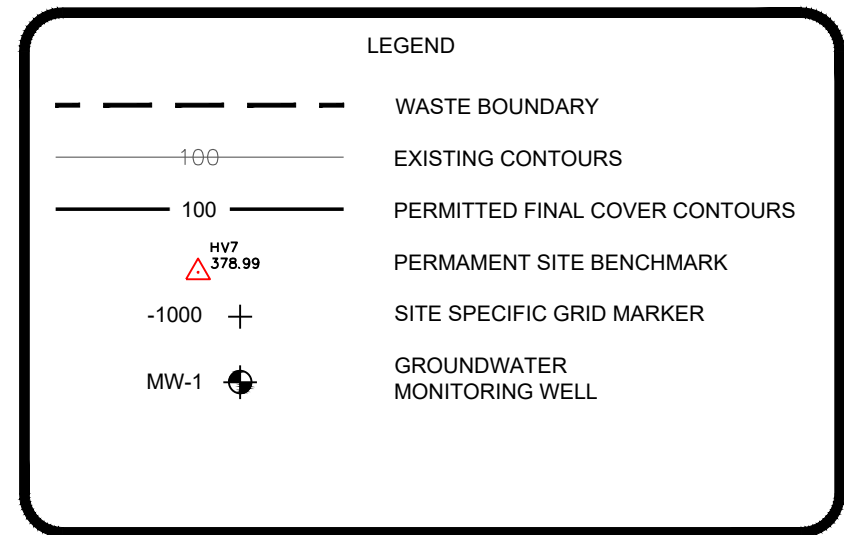 LEGEND
WASTE BOUNDARY
100 EXISTING CONTOURS
100 PERMITTED FINAL COVER CONTOURS
HV7
378.99 PERMAMENT SITE BENCHMARK
-1000 SITE SPECIFIC GRID MARKER
MW-1 GROUNDWATER
MONITORING WELL